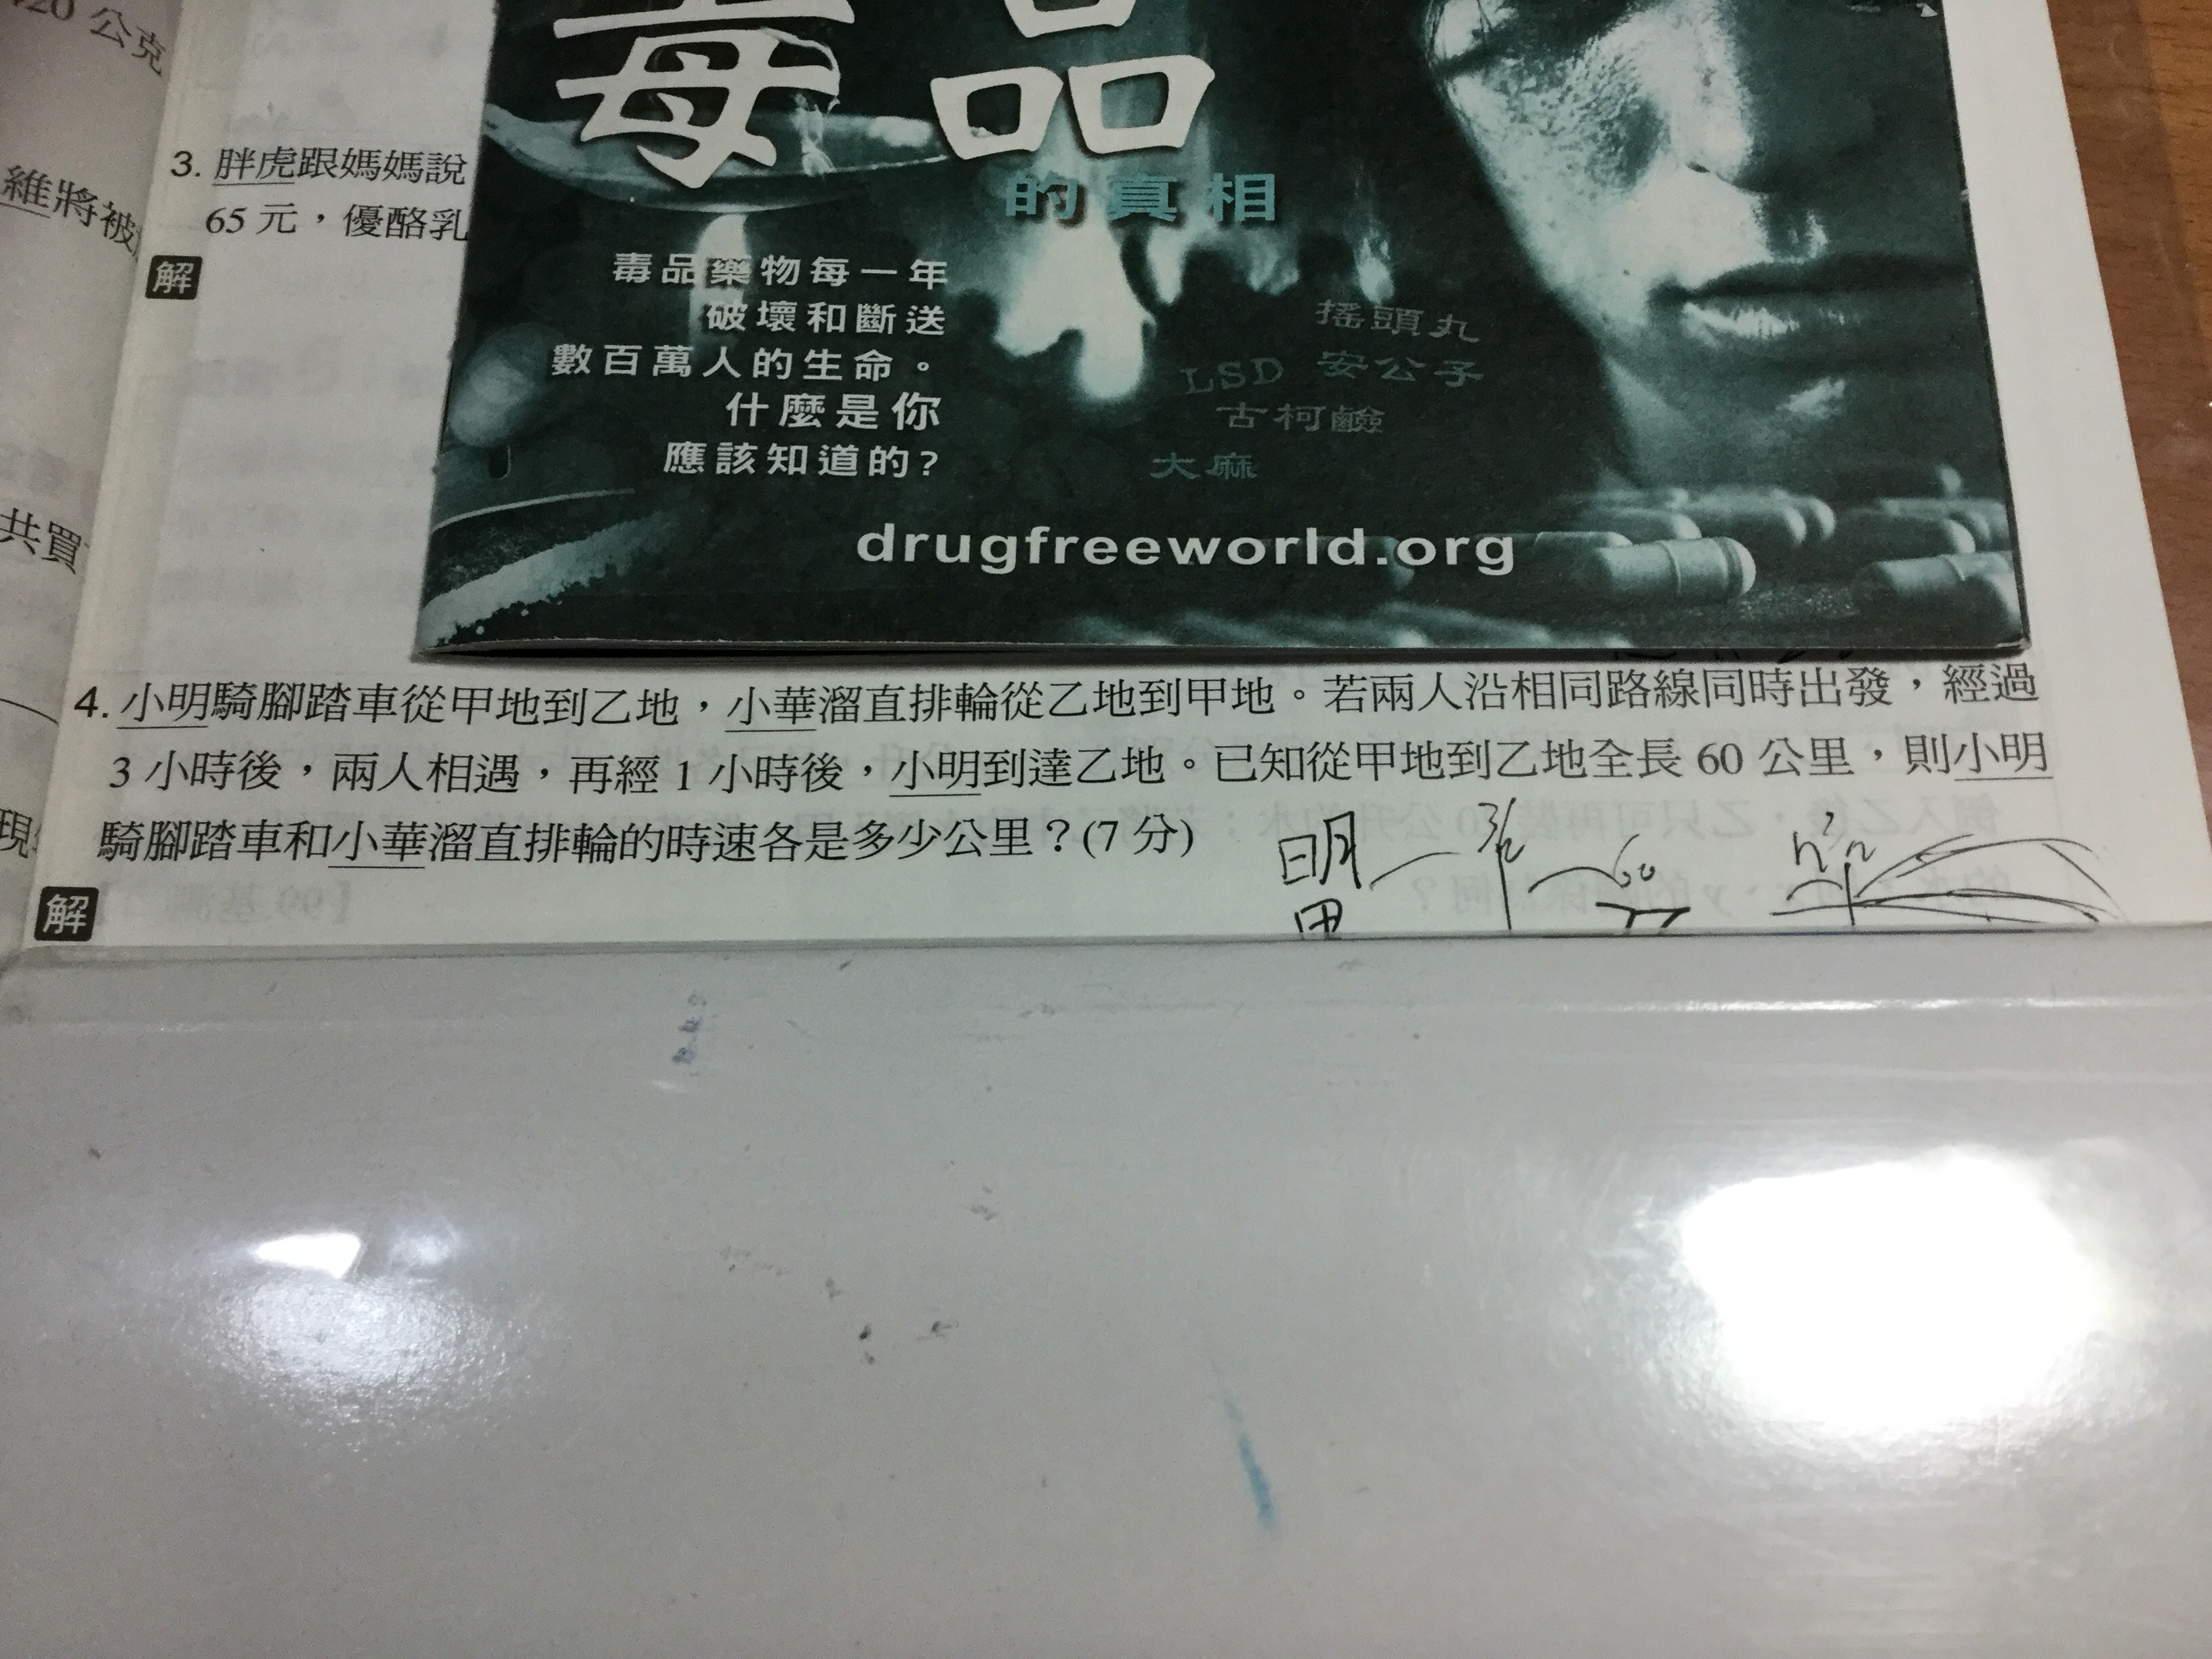 20 公克
維將被
共買
毒品
的真相
毒品藥物每一年
破壞和斷送
數百萬人的生命。
什麼是你
應該知道的?
搖頭丸
LSD 安公子
古柯鹼
大麻
drugfreeworld.org
3. 胖虎跟媽媽說
65 元,優酪乳
解
4. 小明騎腳踏車從甲地到乙地,小華溜直排輪從乙地到甲地。若兩人沿相同路線同時出發,經過
3 小時後,兩人相遇,再經 1 小時後,小明到達乙地。已知從甲地到乙地全長 60 公里,則小明
騎腳踏車和小華溜直排輪的時速各是多少公里?(7 分)
解
明
60
甲